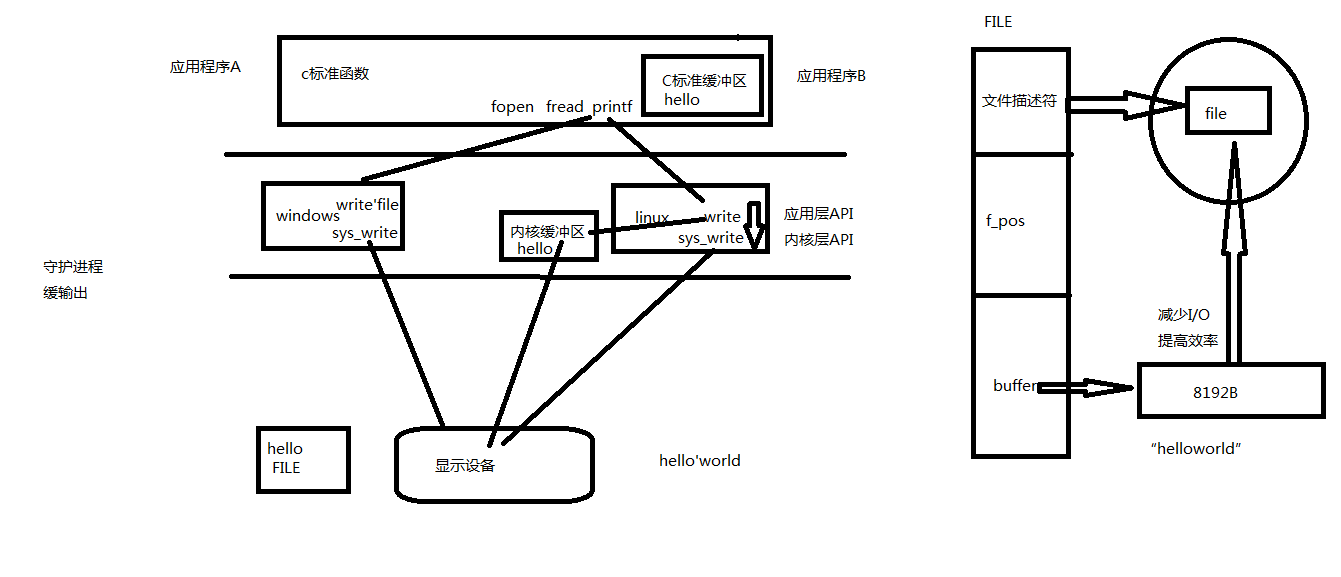 应用程序A
c标准函数
C标准缓冲区
hello
应用程序B
fopen fread printf
windows
write'file
sys_write
内核缓冲区
hello
linux
write
sys_write
应用层API
内核层API
守护进程
缓输出
hello
FILE
显示设备
hello'world
FILE
文件描述符
file
f_pos
减少I/O
提高效率
buffer
8192B
“helloworld”